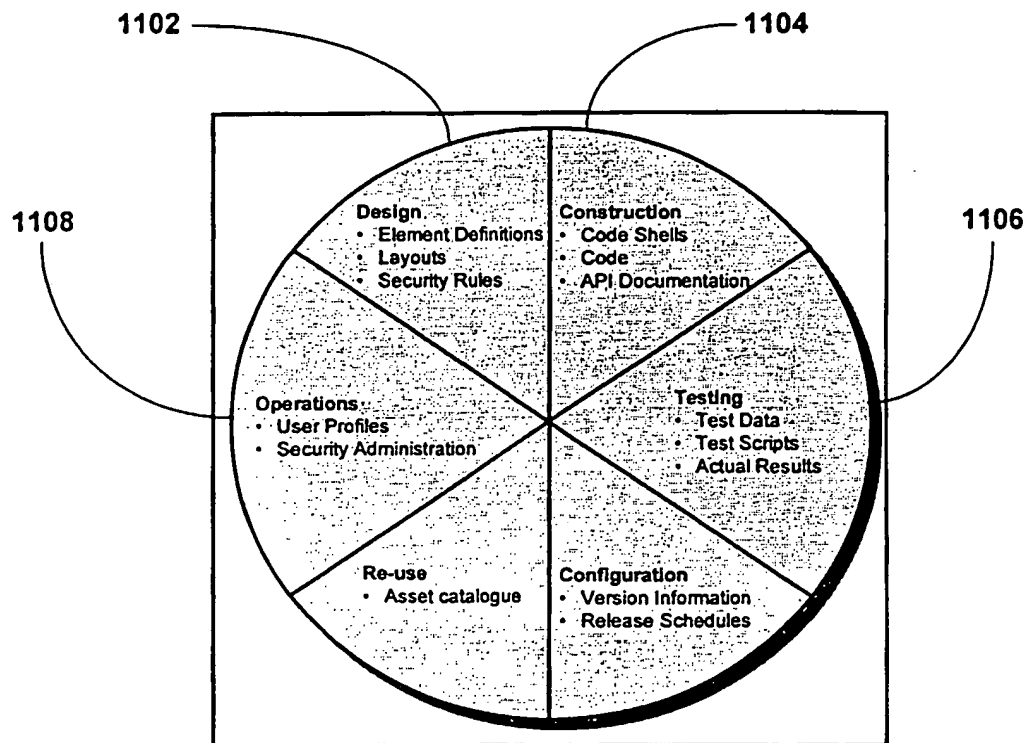 1102
1104
1108
1106
Design
• Element Definitions
• Layouts
• Security Rules
Construction
• Code Shells
• Code
• API Documentation
Operations
• User Profiles
• Security Administration
Testing
• Test Data
• Test Scripts
• Actual Results
Re-use
• Asset catalogue
Configuration
• Version Information
• Release Schedules